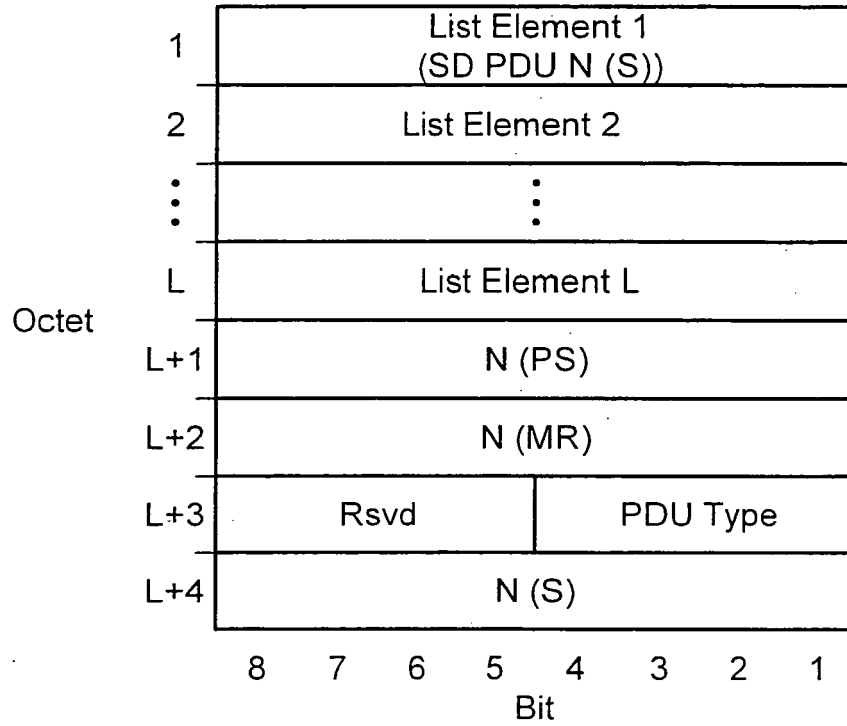 1 List Element 1
(SD PDU N (S))
2 List Element 2
L List Element L
Octet
L+1 N (PS)
L+2 N (MR)
L+3 Rsvd PDU Type
L+4 N (S)
8 7 6 5 4 3 2 1
Bit